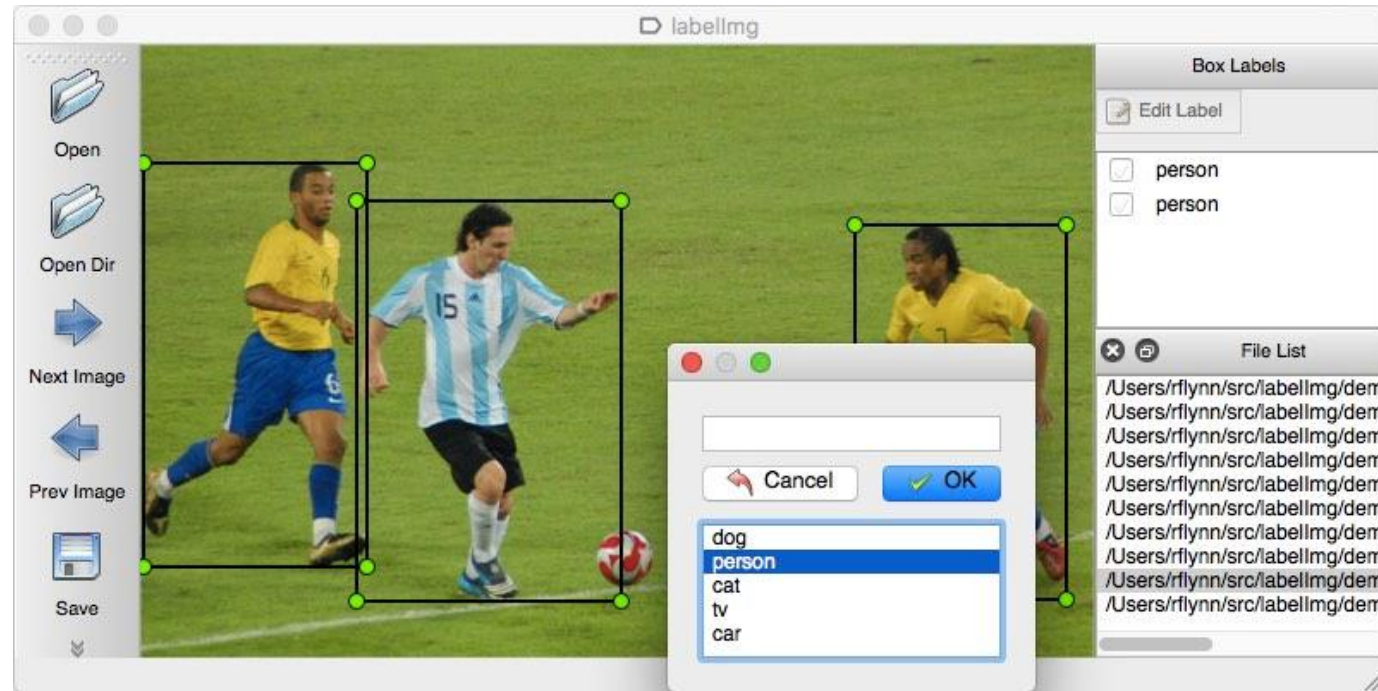 labelImg
Open
Open Dir
Next Image
Prev Image
Save
6
6
15
7
Cancel
OK
dog
person
cat
tv
car
Box Labels
Edit Label
person
person
File List
/Users/rflynn/src/labelImg/dem
/Users/rflynn/src/labelImg/dem
/Users/rflynn/src/labelImg/dem
/Users/rflynn/src/labelImg/dem
/Users/rflynn/src/labelImg/dem
/Users/rflynn/src/labelImg/dem
/Users/rflynn/src/labelImg/dem
/Users/rflynn/src/labelImg/dem
/Users/rflynn/src/labelImg/dem
/Users/rflynn/src/labelImg/dem